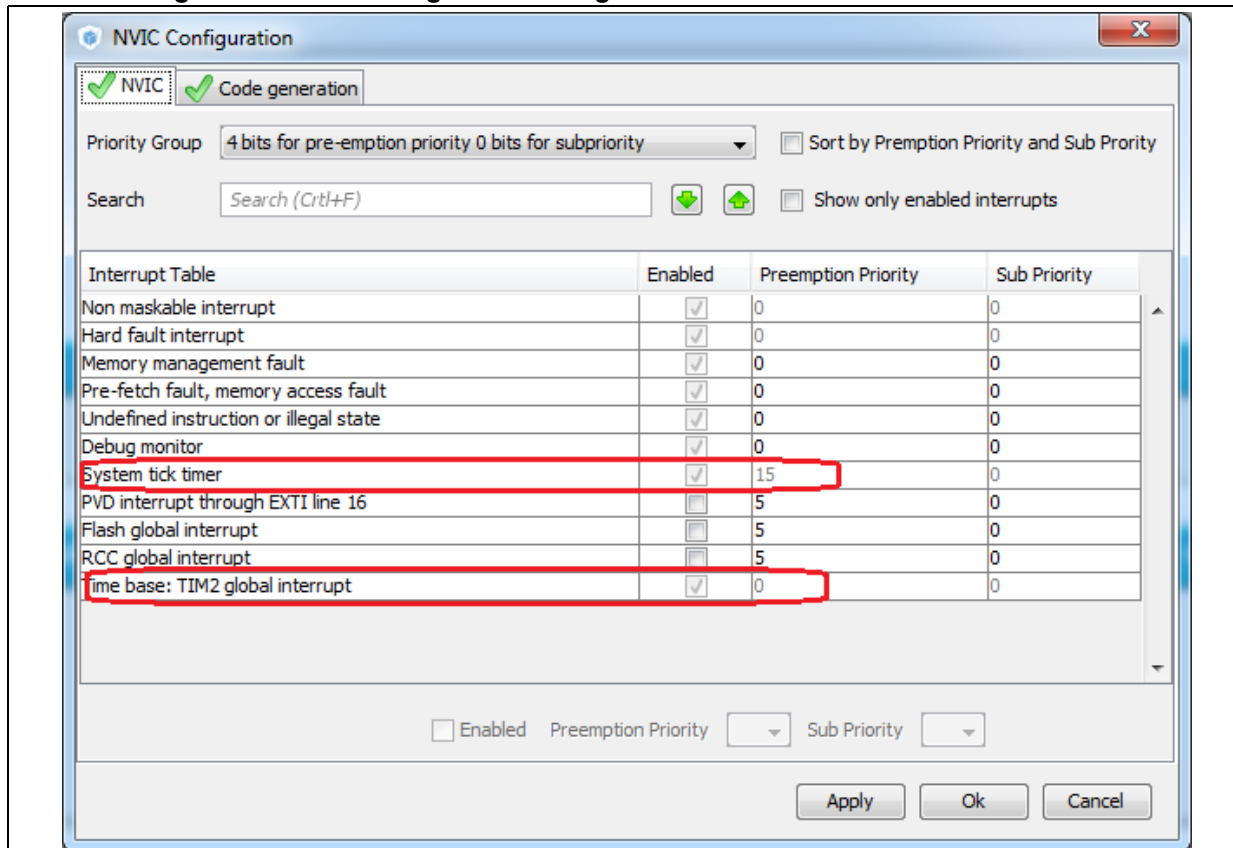 NVIC Configuration
NVIC Code generation
Priority Group 4 bits for pre-emption priority 0 bits for subpriority Sort by Premption Priority and Sub Prority
Search Search (Crtl+F) Show only enabled interrupts
Interrupt Table Enabled Preemption Priority Sub Priority
Non maskable interrupt 0 0
Hard fault interrupt 0 0
Memory management fault 0 0
Pre-fetch fault, memory access fault 0 0
Undefined instruction or illegal state 0 0
Debug monitor 0 0
System tick timer 15 0
PVD interrupt through EXTI line 16 5 0
Flash global interrupt 5 0
RCC global interrupt 5 0
Time base: TIM2 global interrupt 0 0
Enabled Preemption Priority Sub Priority
Apply Ok Cancel